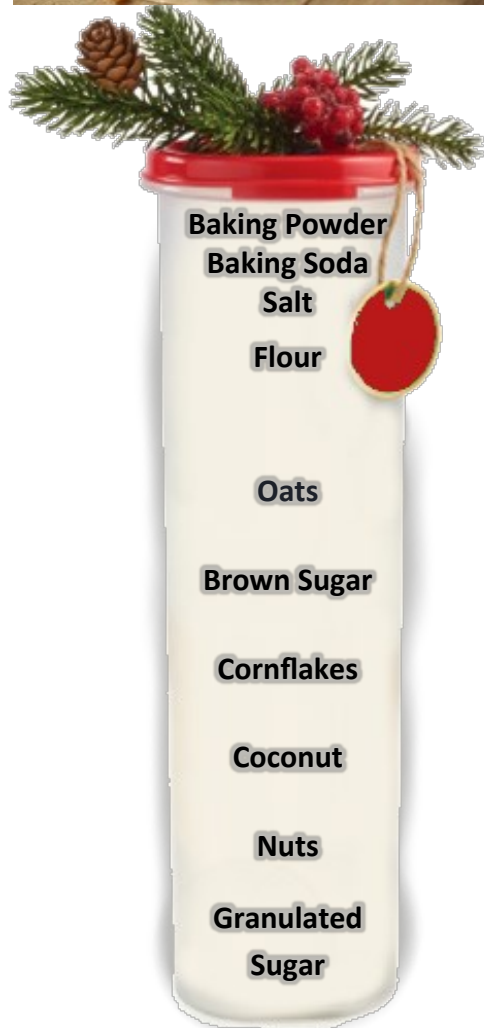 Baking Powder
Baking Soda
Salt
Flour
Oats
Brown Sugar
Cornflakes
Coconut
Nuts
Granulated
Sugar